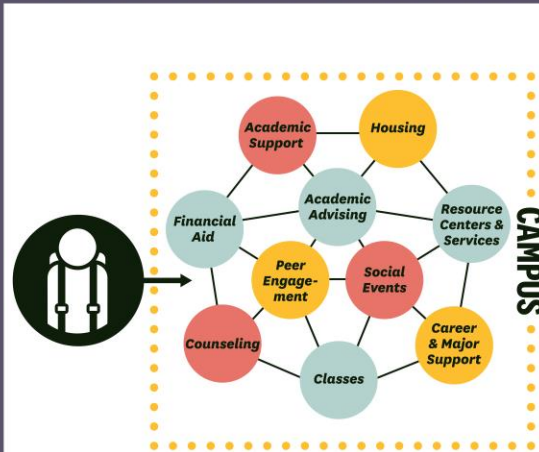 Academic
Support
Housing
Academic
Advising
Financial
Aid
Resource
Centers &
Services
CAMPUS
Peer
Engage-
ment
Social
Events
Counseling
Career
& Major
Support
Classes